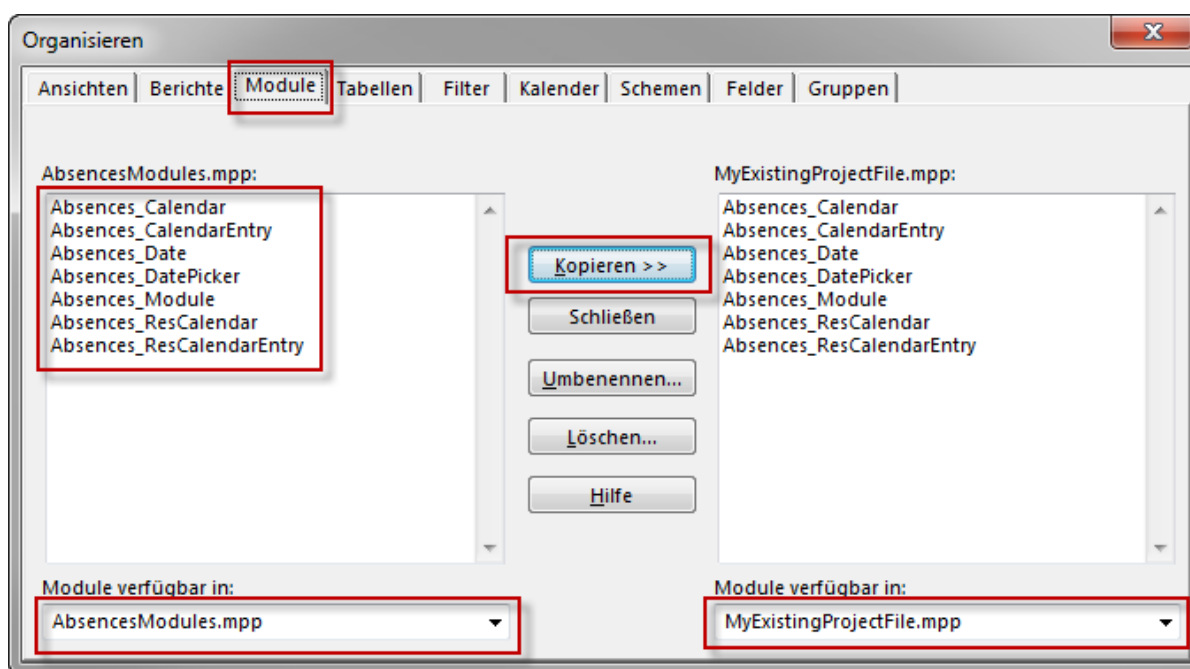 Organisieren
Ansichten Berichte Module Tabellen Filter Kalender Schemen Felder Gruppen
AbsencesModules.mpp:
Absences_Calendar
Absences_CalendarEntry
Absences_Date
Absences_DatePicker
Absences_Module
Absences_ResCalendar
Absences_ResCalendarEntry
Kopieren >>
Schließen
Umbenennen...
Löschen...
Hilfe
MyExistingProjectFile.mpp:
Absences_Calendar
Absences_CalendarEntry
Absences_Date
Absences_DatePicker
Absences_Module
Absences_ResCalendar
Absences_ResCalendarEntry
Module verfügbar in:
AbsencesModules.mpp
Module verfügbar in:
MyExistingProjectFile.mpp